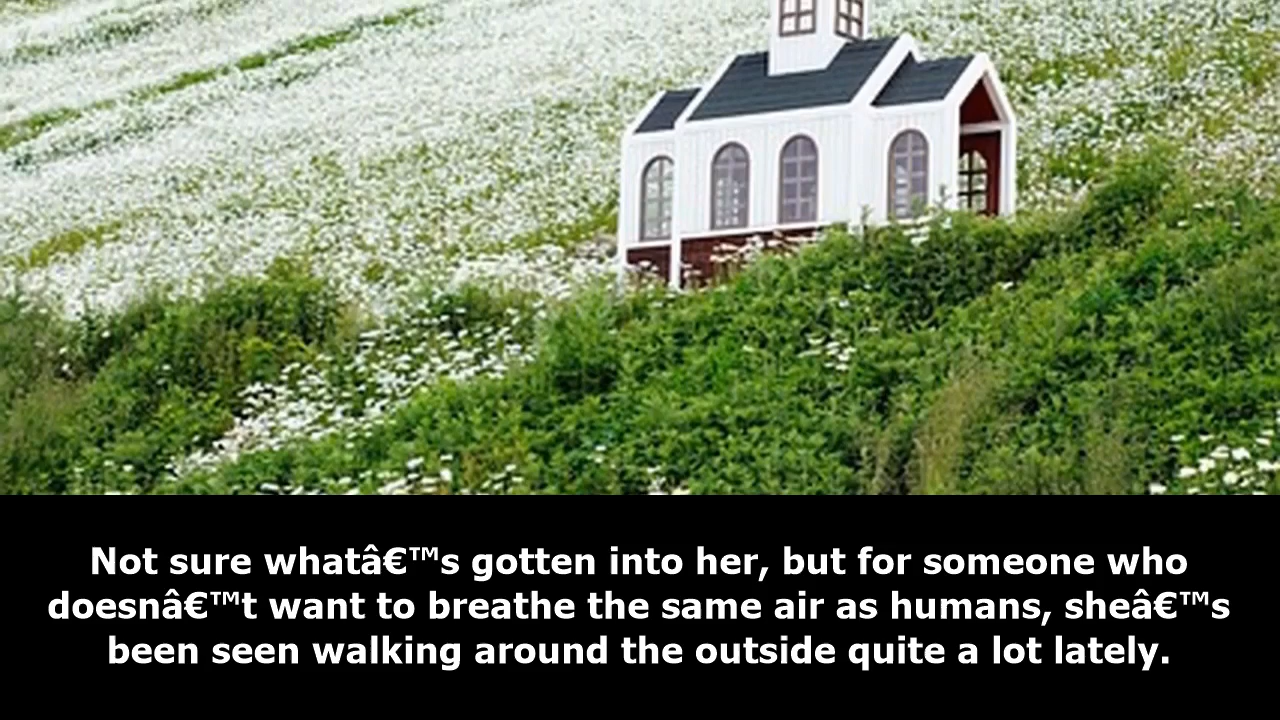 Not sure whatâ€™s gotten into her, but for someone who
doesnâ€™t want to breathe the same air as humans, sheâ€™s
been seen walking around the outside quite a lot lately.